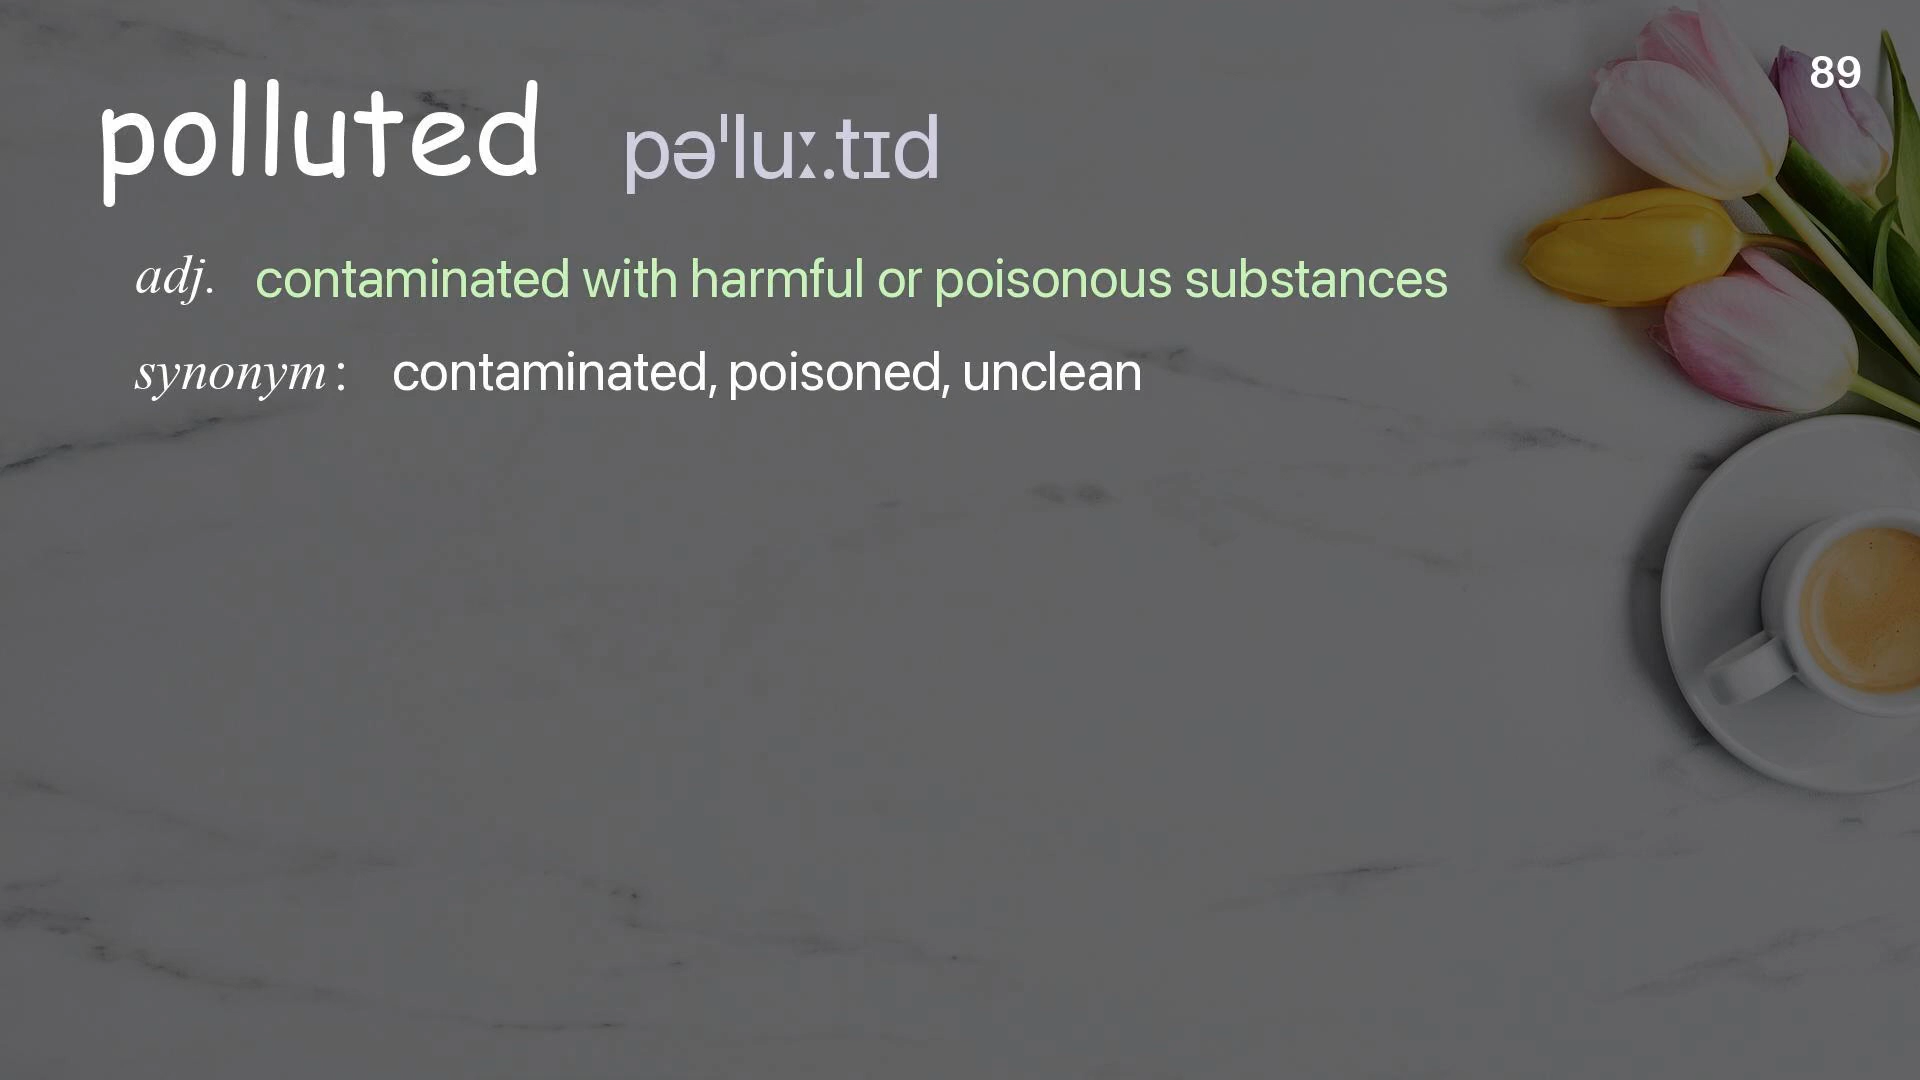 89
polluted pəˈluː.tɪd
adj. contaminated with harmful or poisonous substances
synonym : contaminated, poisoned, unclean